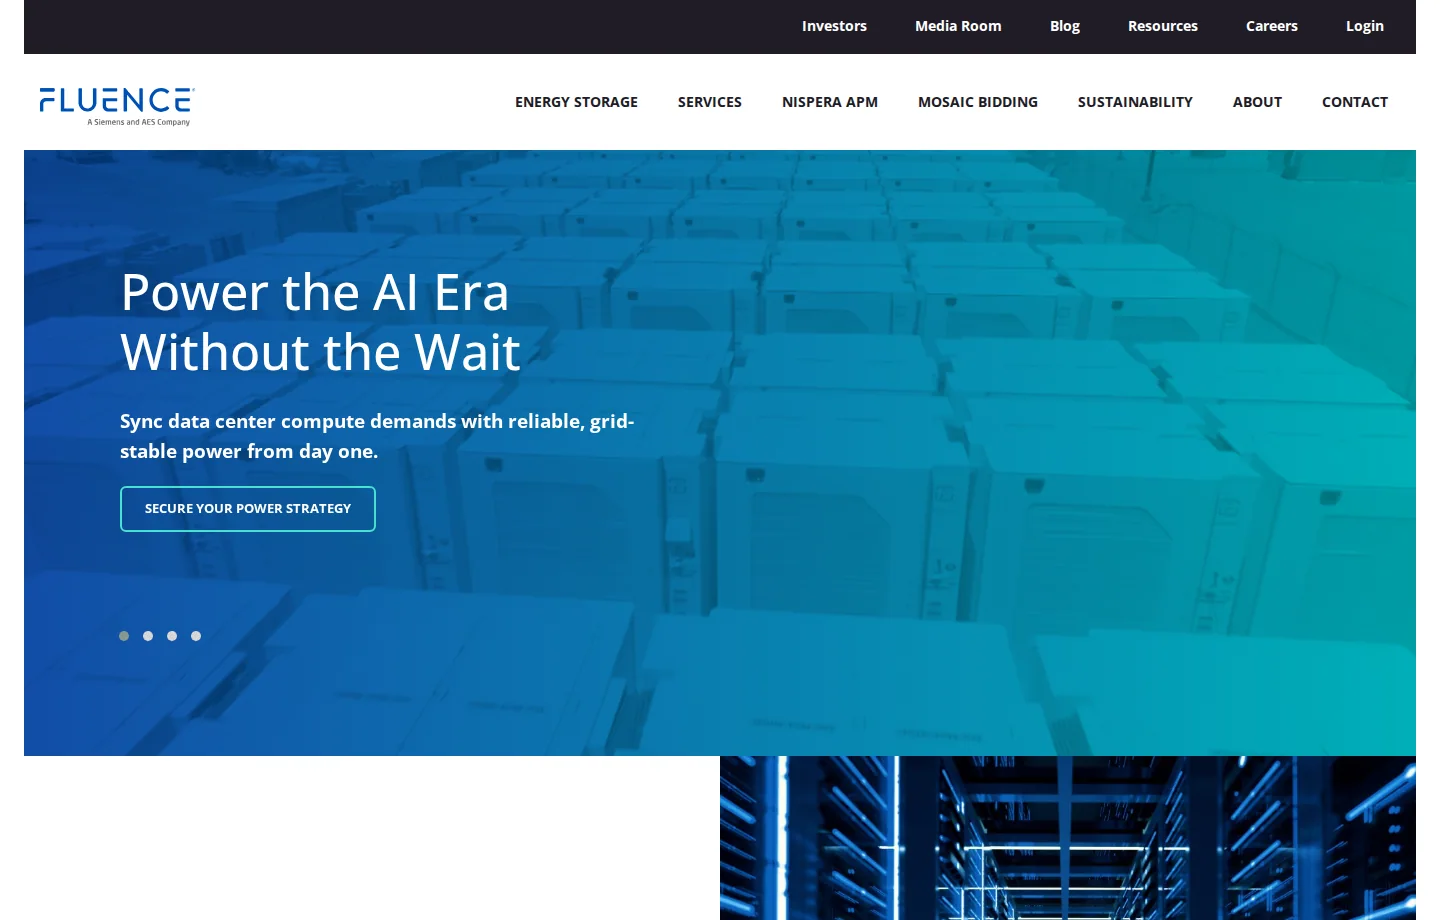 Investors
Media Room
Blog
Resources
Careers
Login
FLUENCE
A Siemens and AES Company
ENERGY STORAGE
SERVICES
NISPERA APM
MOSAIC BIDDING
SUSTAINABILITY
ABOUT
CONTACT
Power the AI Era
Without the Wait
Sync data center compute demands with reliable, grid-
stable power from day one.
SECURE YOUR POWER STRATEGY